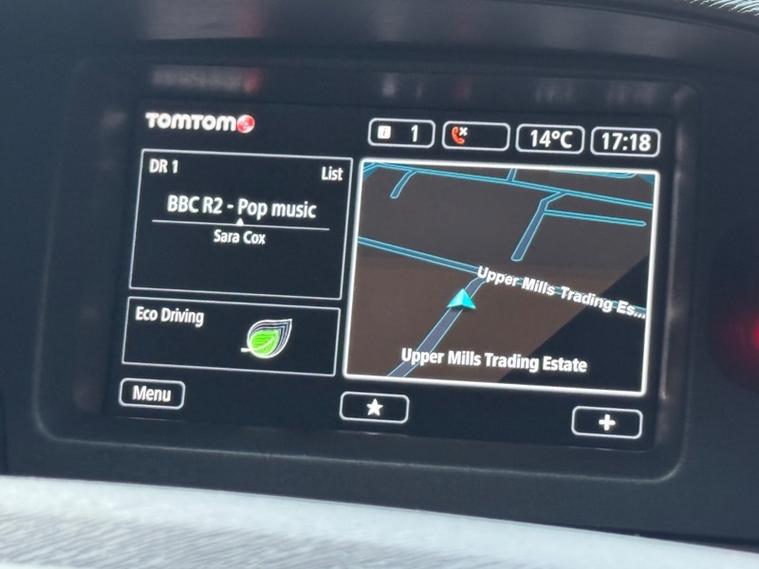 TOMTOM
1
14°C
17:18
DR 1
List
BBC R2 - Pop music
Sara Cox
Eco Driving
Upper Mills Trading Es...
Upper Mills Trading Estate
Menu